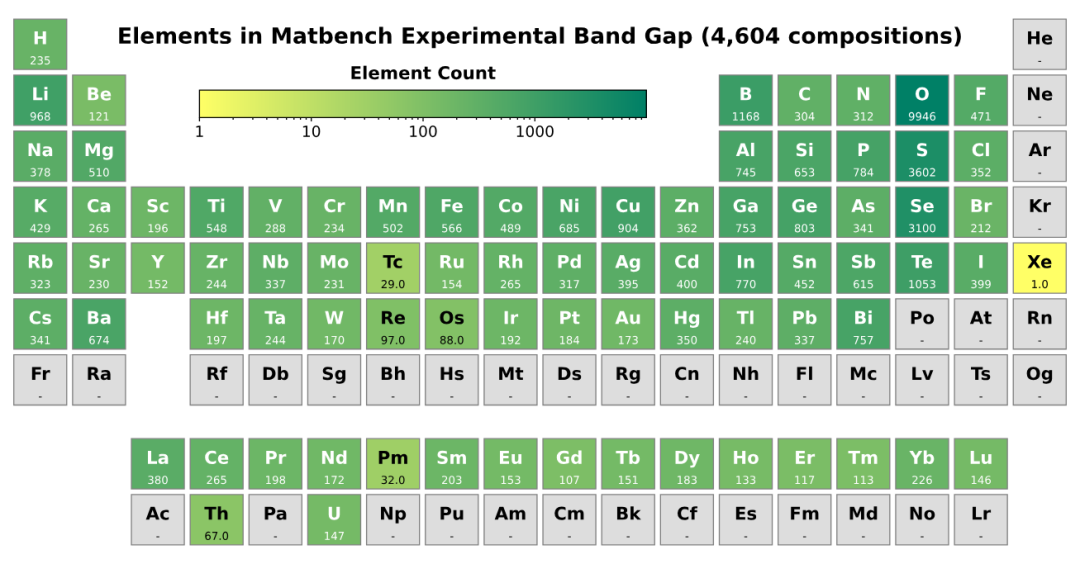 Elements in Matbench Experimental Band Gap (4,604 compositions)
Element Count
1 10 100 1000
H He
235 -
Li Be B C N O F Ne
968 121 1168 304 312 9946 471 -
Na Mg Al Si P S Cl Ar
378 510 745 653 784 3602 352 -
K Ca Sc Ti V Cr Mn Fe Co Ni Cu Zn Ga Ge As Se Br Kr
429 265 196 548 288 234 502 566 489 685 904 362 753 803 341 3100 212 -
Rb Sr Y Zr Nb Mo Tc Ru Rh Pd Ag Cd In Sn Sb Te I Xe
323 230 152 244 337 231 29.0 154 265 317 395 400 770 452 615 1053 399 1.0
Cs Ba Hf Ta W Re Os Ir Pt Au Hg Tl Pb Bi Po At Rn
341 674 197 244 170 97.0 88.0 192 184 173 350 240 337 757 - - -
Fr Ra Rf Db Sg Bh Hs Mt Ds Rg Cn Nh Fl Mc Lv Ts Og
- - - - - - - - - - - - - - - - -
La Ce Pr Nd Pm Sm Eu Gd Tb Dy Ho Er Tm Yb Lu
380 265 198 172 32.0 203 153 107 151 183 133 117 113 226 146
Ac Th Pa U Np Pu Am Cm Bk Cf Es Fm Md No Lr
- 67.0 - 147 - - - - - - - - - - -